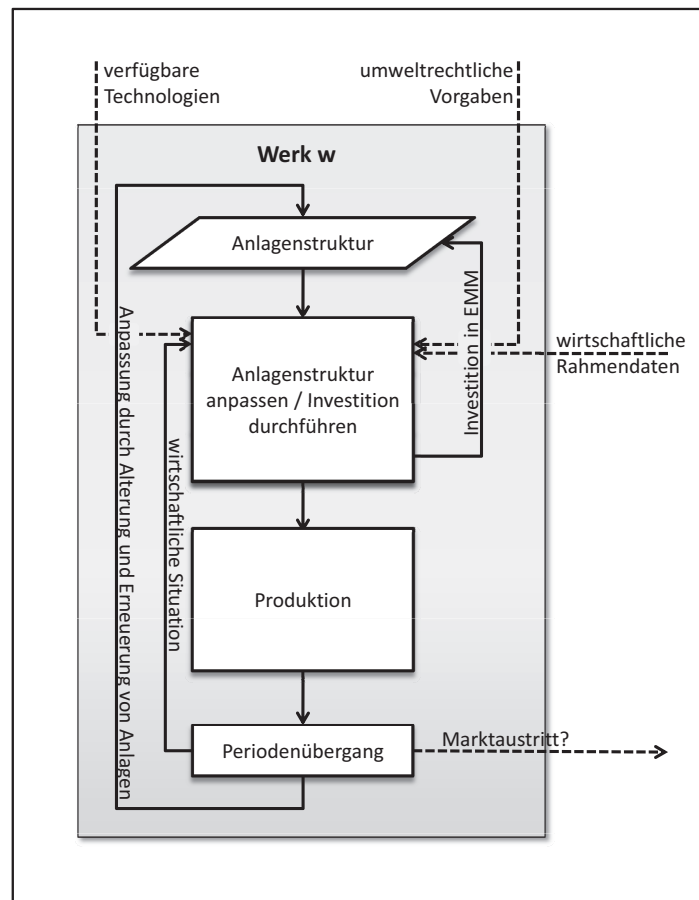 verfügbare
Technologien
umweltrechtliche
Vorgaben
Werk w
Anlagenstruktur
Anlagenstruktur
anpassen / Investition
durchführen
Investition in EMM
wirtschaftliche
Rahmendaten
Anpassung durch Alterung und Erneuerung von Anlagen
wirtschaftliche Situation
Produktion
Periodenübergang
Marktaustritt?